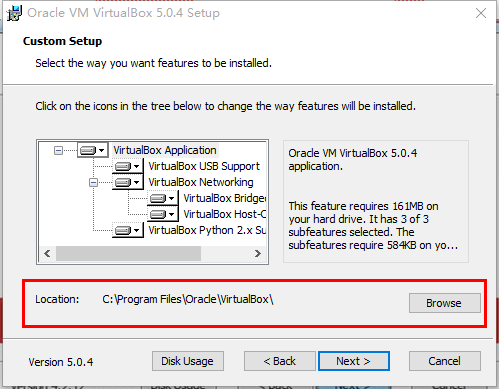 Oracle VM VirtualBox 5.0.4 Setup
Custom Setup
Select the way you want features to be installed.
Click on the icons in the tree below to change the way features will be installed.
VirtualBox Application
VirtualBox USB Support
VirtualBox Networking
VirtualBox Bridge
VirtualBox Host-
VirtualBox Python 2.x Su
Oracle VM VirtualBox 5.0.4
application.
This feature requires 161MB on
your hard drive. It has 3 of 3
subfeatures selected. The
subfeatures require 584KB on yo...
Location: C:\Program Files\Oracle\VirtualBox\
Browse
Version 5.0.4
Disk Usage
< Back
Next >
Cancel